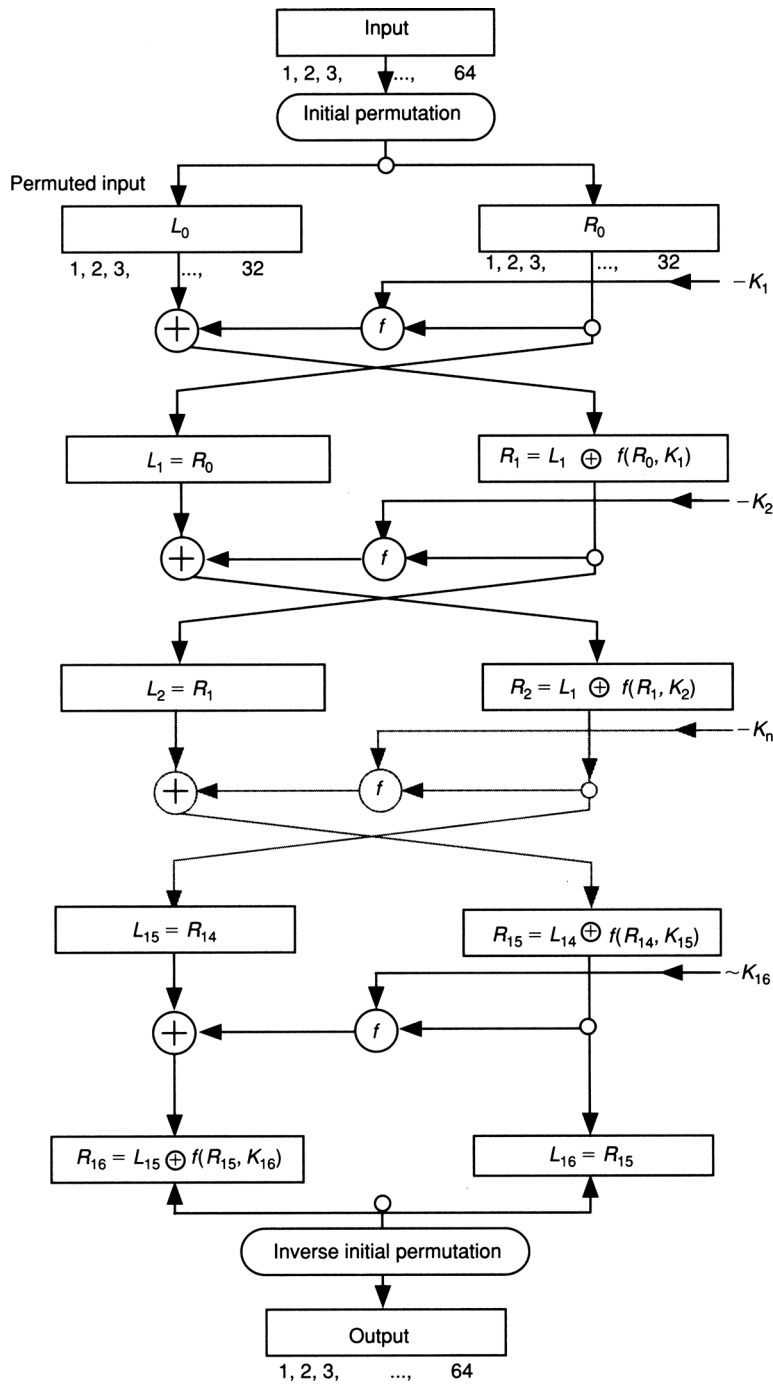 Input
1, 2, 3, ..., 64
Initial permutation
Permuted input
L₀
R₀
1, 2, 3, ..., 32
1, 2, 3, ..., 32
−K₁
+
f
L₁ = R₀
R₁ = L₁ ⊕ f(R₀, K₁)
−K₂
+
f
L₂ = R₁
R₂ = L₁ ⊕ f(R₁, K₂)
−Kₙ
+
f
L₁₅ = R₁₄
R₁₅ = L₁₄ ⊕ f(R₁₄, K₁₅)
~K₁₆
+
f
R₁₆ = L₁₅ ⊕ f(R₁₅, K₁₆)
L₁₆ = R₁₅
Inverse initial permutation
Output
1, 2, 3, ..., 64